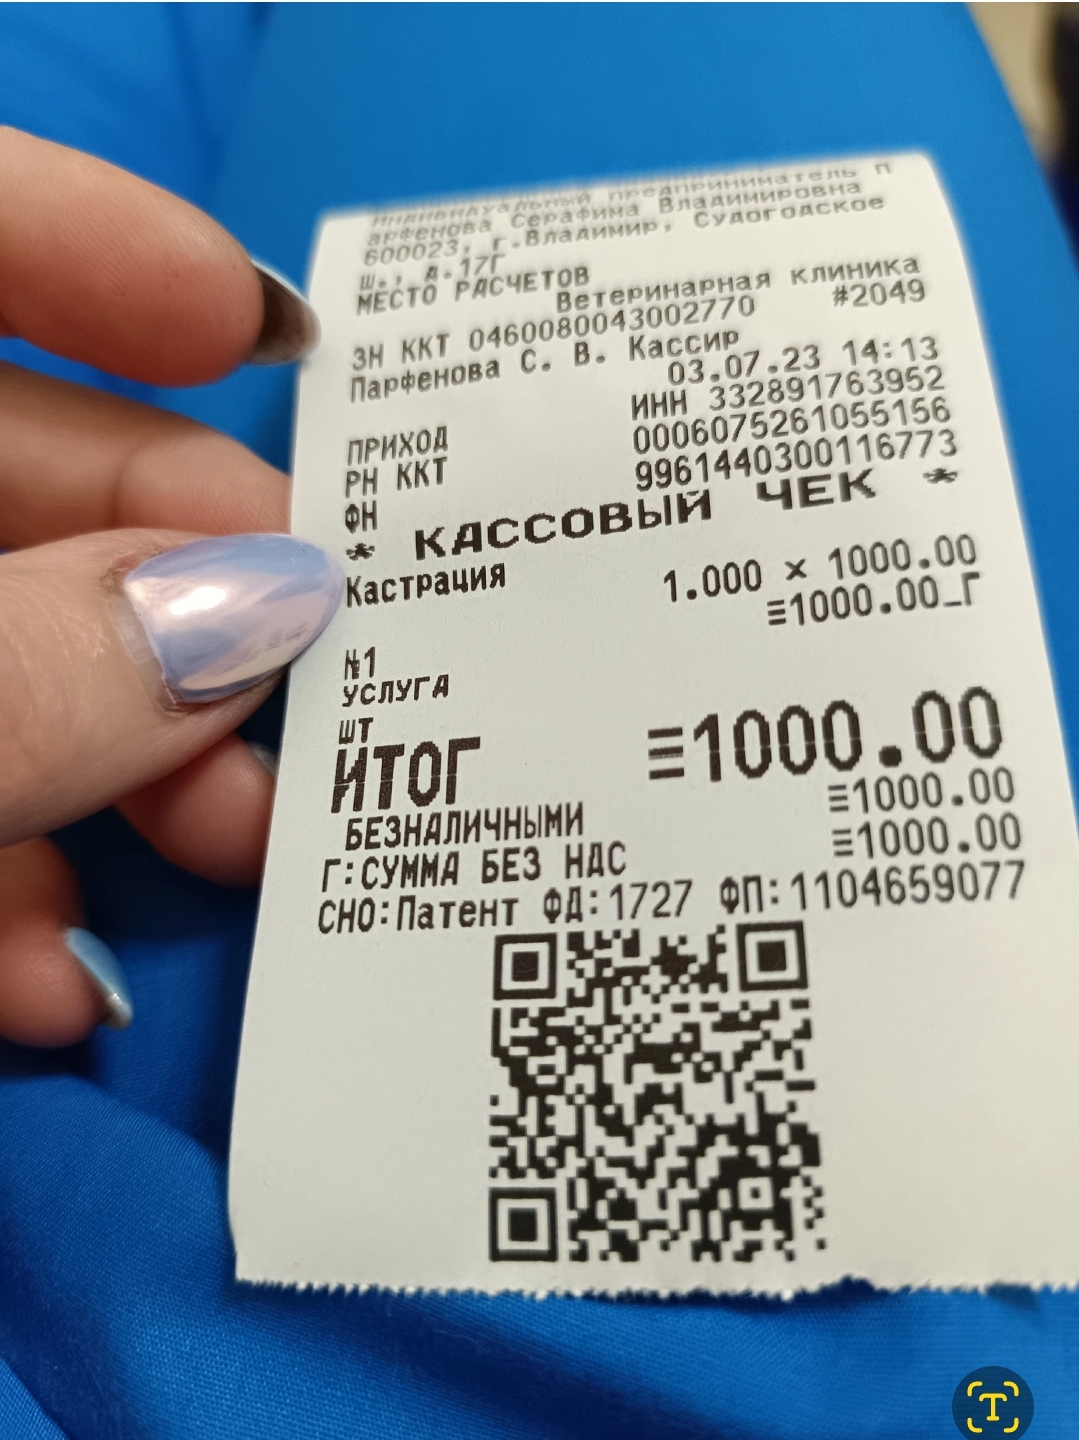 Индивидуальный предприниматель П
арфенова Серафима Владимировна
600023, г.Владимир, Судогодское
ш., д.17Г
МЕСТО РАСЧЕТОВ
Ветеринарная клиника
ЗН ККТ 0460080043002770 #2049
Парфенова С. В. Кассир
03.07.23 14:13
ПРИХОД ИНН 332891763952
РН ККТ 0006075261055156
ФН 9961440300116773
* КАССОВЫЙ ЧЕК *
Кастрация
1.000 × 1000.00
≡1000.00_Г
№1
УСЛУГА
ШТ
ИТОГ ≡1000.00
БЕЗНАЛИЧНЫМИ ≡1000.00
Г:СУММА БЕЗ НДС ≡1000.00
СНО:Патент ФД:1727 ФП:1104659077
T